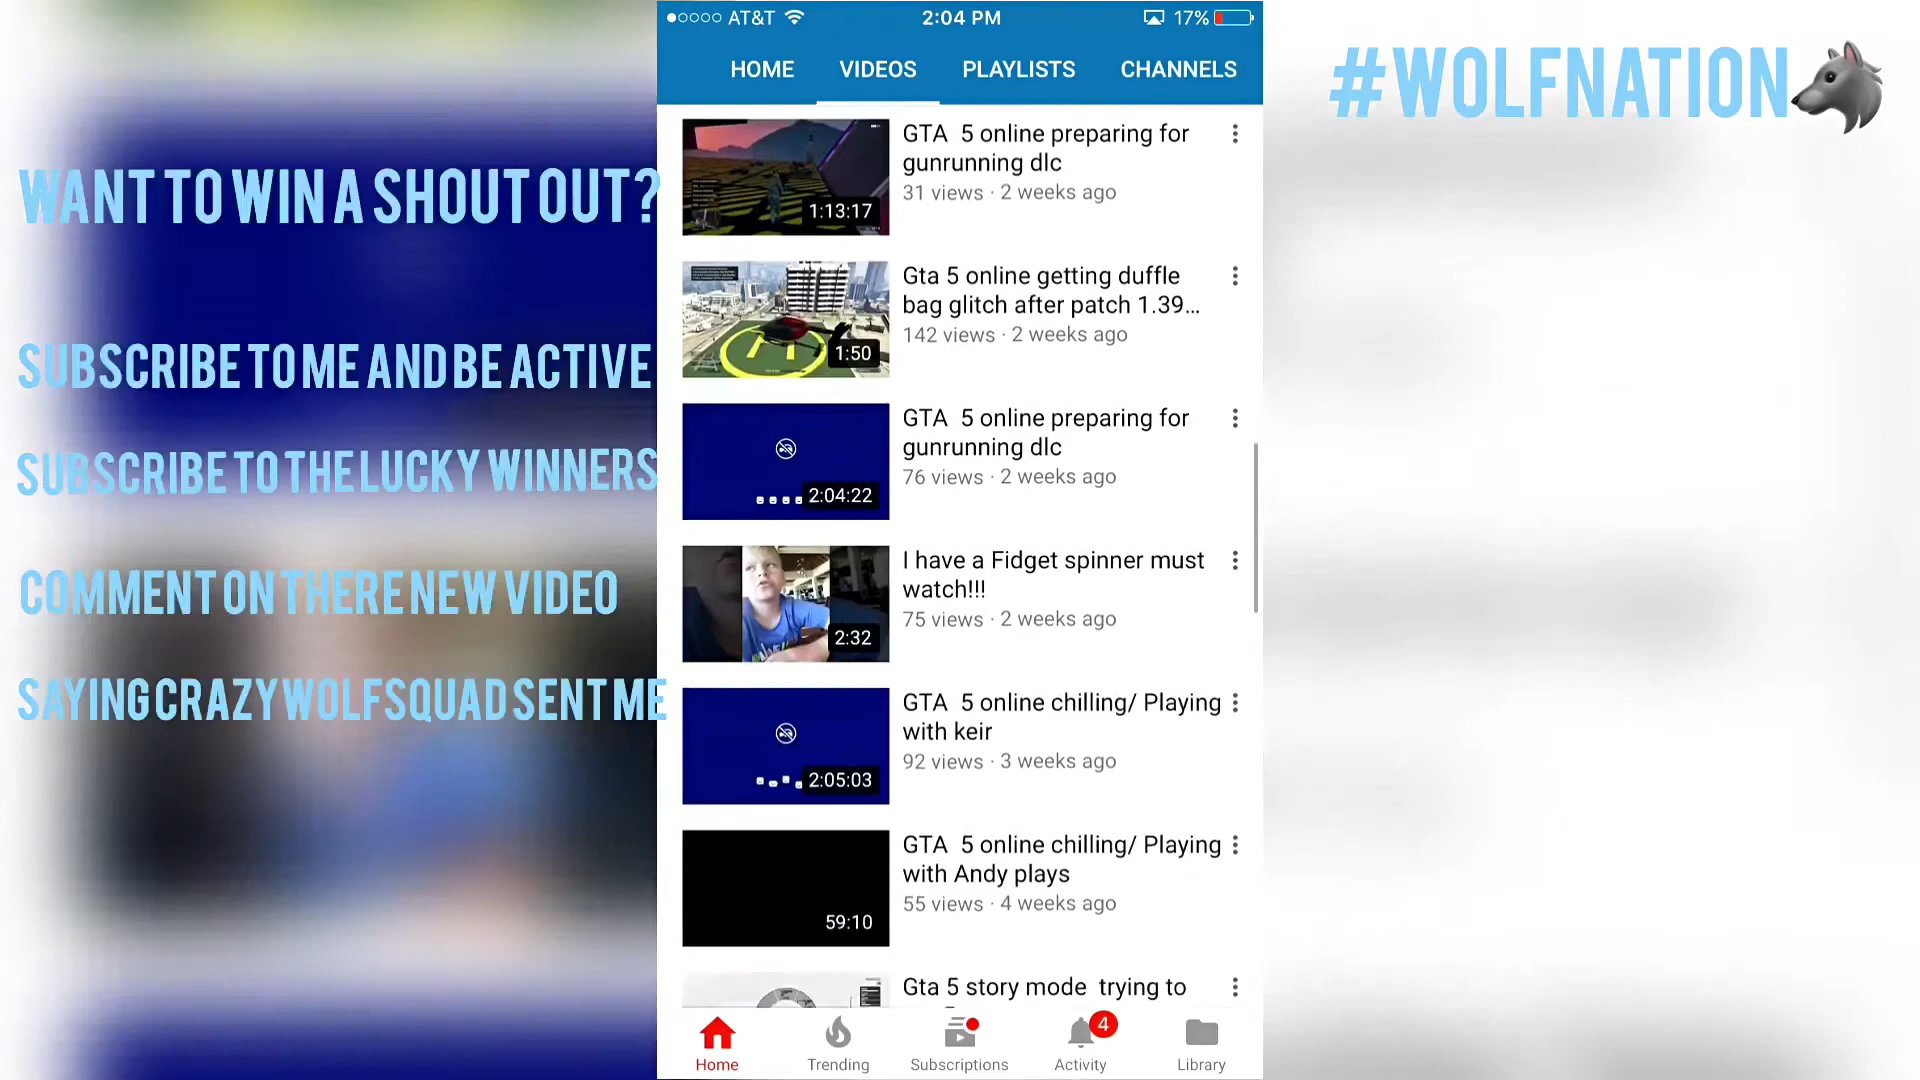 AT&T 2:04 PM 17%
HOME VIDEOS PLAYLISTS CHANNELS
#WOLFNATION
WANT TO WIN A SHOUT OUT?
SUBSCRIBE TO ME AND BE ACTIVE
SUBSCRIBE TO THE LUCKY WINNERS
COMMENT ON THERE NEW VIDEO
SAYING CRAZYWOLFSQUAD SENT ME
GTA 5 online preparing for
gunrunning dlc
31 views · 2 weeks ago
1:13:17
Gta 5 online getting duffle
bag glitch after patch 1.39...
142 views · 2 weeks ago
1:50
GTA 5 online preparing for
gunrunning dlc
76 views · 2 weeks ago
2:04:22
I have a Fidget spinner must
watch!!!
75 views · 2 weeks ago
2:32
GTA 5 online chilling/ Playing
with keir
92 views · 3 weeks ago
2:05:03
GTA 5 online chilling/ Playing
with Andy plays
55 views · 4 weeks ago
59:10
Gta 5 story mode trying to
4
Home Trending Subscriptions Activity Library